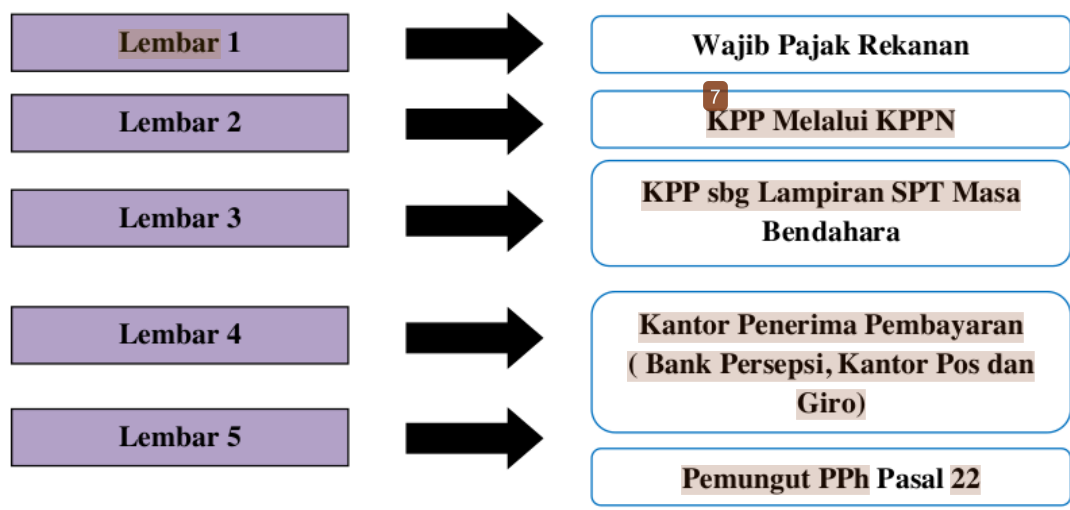 Lembar 1
Wajib Pajak Rekanan
7
Lembar 2
KPP Melalui KPPN
Lembar 3
KPP sbg Lampiran SPT Masa
Bendahara
Lembar 4
Kantor Penerima Pembayaran
( Bank Persepsi, Kantor Pos dan
Giro)
Lembar 5
Pemungut PPh Pasal 22